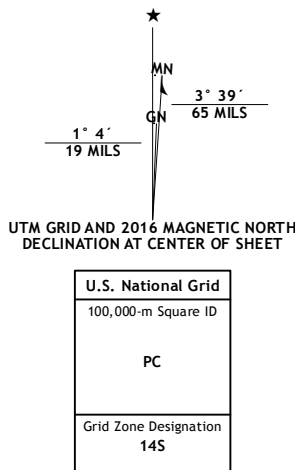 ★
MN
3° 39´
65 MILS
GN
1° 4´
19 MILS
UTM GRID AND 2016 MAGNETIC NORTH
DECLINATION AT CENTER OF SHEET
U.S. National Grid
100,000-m Square ID
PC
Grid Zone Designation
14S